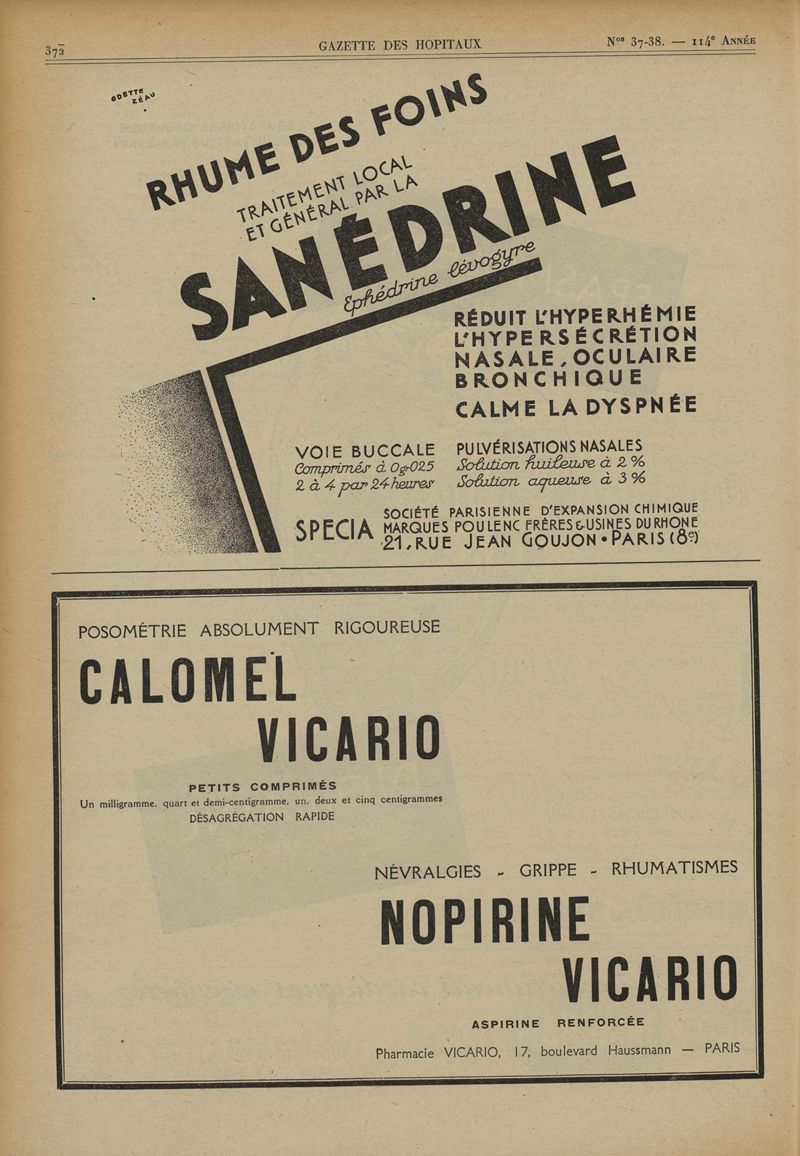 372
GAZETTE DES HOPITAUX
Nos 37-38. — 114e ANNÉE
ODETTE
ZÉAU
RHUME DES FOINS
TRAITEMENT LOCAL
ET GÉNÉRAL PAR LA
SANÉDRINE
Ephédrine lévogyre
RÉDUIT L'HYPERHÉMIE
L'HYPERSÉCRÉTION
NASALE, OCULAIRE
BRONCHIQUE
CALME LA DYSPNÉE
VOIE BUCCALE
Comprimés à 0gr025
2 à 4 par 24 heures
PULVÉRISATIONS NASALES
Solution huileuse à 2 %
Solution aqueuse à 3 %
SPECIA
SOCIÉTÉ PARISIENNE D'EXPANSION CHIMIQUE
MARQUES POULENC FRÈRES & USINES DU RHONE
21, RUE JEAN GOUJON • PARIS (8e)
POSOMÉTRIE ABSOLUMENT RIGOUREUSE
CALOMEL
VICARIO
PETITS COMPRIMÉS
Un milligramme, quart et demi-centigramme, un, deux et cinq centigrammes
DÉSAGRÉGATION RAPIDE
NÉVRALGIES - GRIPPE - RHUMATISMES
NOPIRINE
VICARIO
ASPIRINE RENFORCÉE
Pharmacie VICARIO, 17, boulevard Haussmann — PARIS